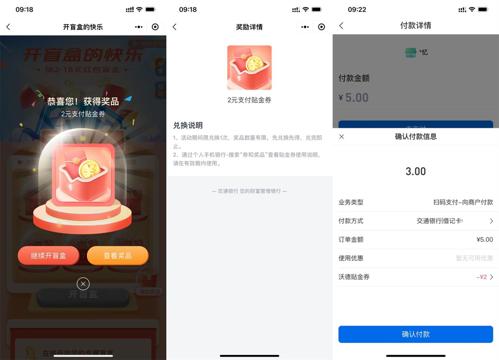 09:18
开盲盒的快乐
开盲盒的快乐
恭喜您！获得奖品
2元支付贴金券
继续开盲盒
查看奖品
开盲盒
09:18
奖励详情
2元支付贴金券
兑换说明
1、活动期间限兑换1次，奖品数量有限，先兑换先得，兑完即
止。
2、通过个人手机银行-搜索“券和奖品”查看贴金券使用说明，
请在有效期内使用。
— 交通银行 您的财富管理银行 —
09:22
付款详情
付款金额
¥5.00
确认付款信息
3.00
业务类型
扫码支付-向商户付款
付款方式
交通银行|借记卡
订单金额
¥5.00
使用优惠
暂无可用优惠
沃德贴金券
-¥2
确认付款